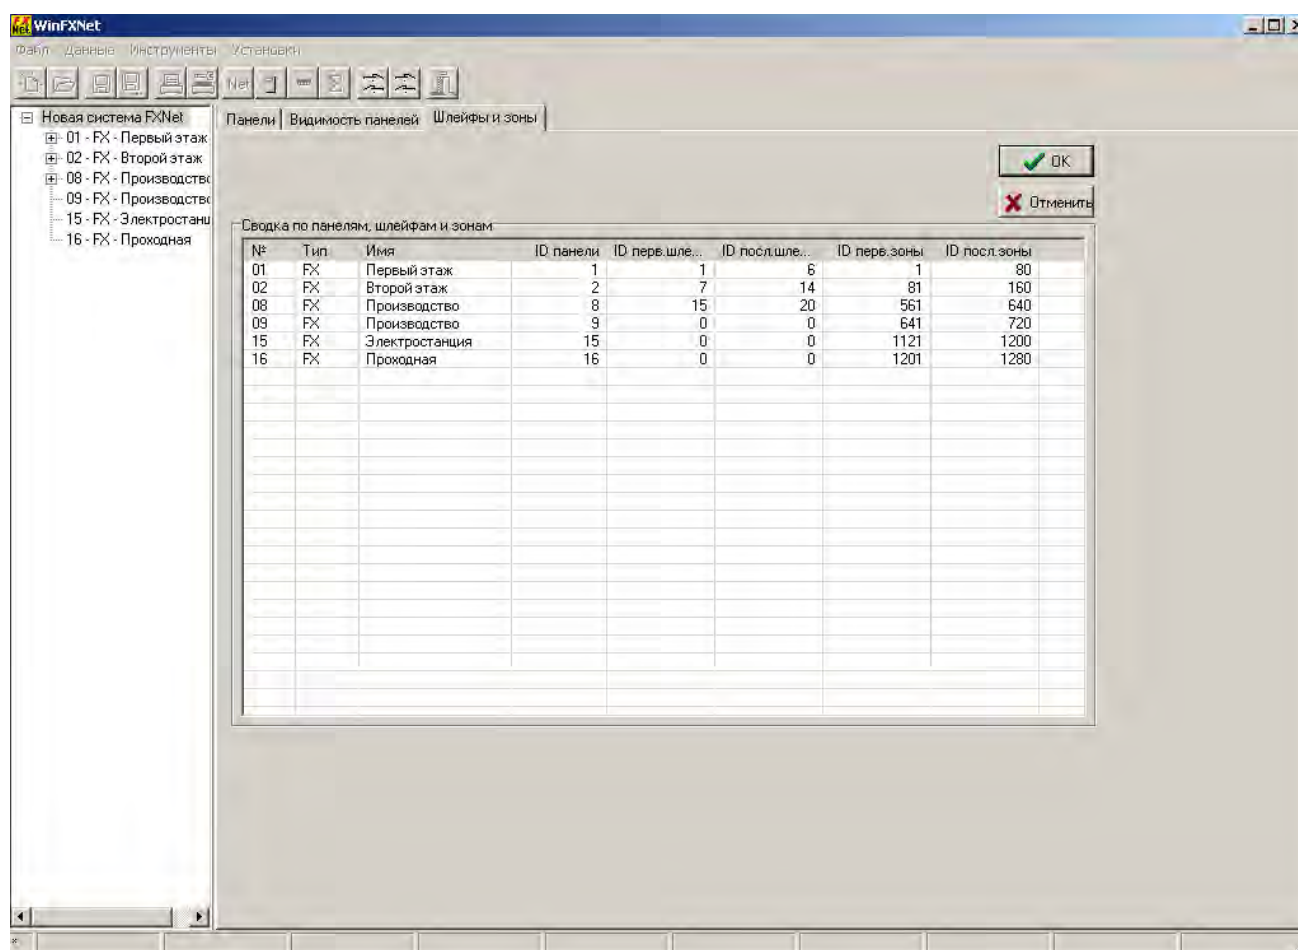 WinFXNet
Файл Данные Инструменты Установки
Net
Новая система FXNet
01 - FX - Первый этаж
02 - FX - Второй этаж
08 - FX - Производство
09 - FX - Производство
15 - FX - Электростанц
16 - FX - Проходная
Панели Видимость панелей Шлейфы и зоны
OK
Отменить
Сводка по панелям, шлейфам и зонам
№ Тип Имя ID панели ID перв.шле... ID посл.шле... ID перв.зоны ID посл.зоны
01 FX Первый этаж 1 1 6 1 80
02 FX Второй этаж 2 7 14 81 160
08 FX Производство 8 15 20 561 640
09 FX Производство 9 0 0 641 720
15 FX Электростанция 15 0 0 1121 1200
16 FX Проходная 16 0 0 1201 1280